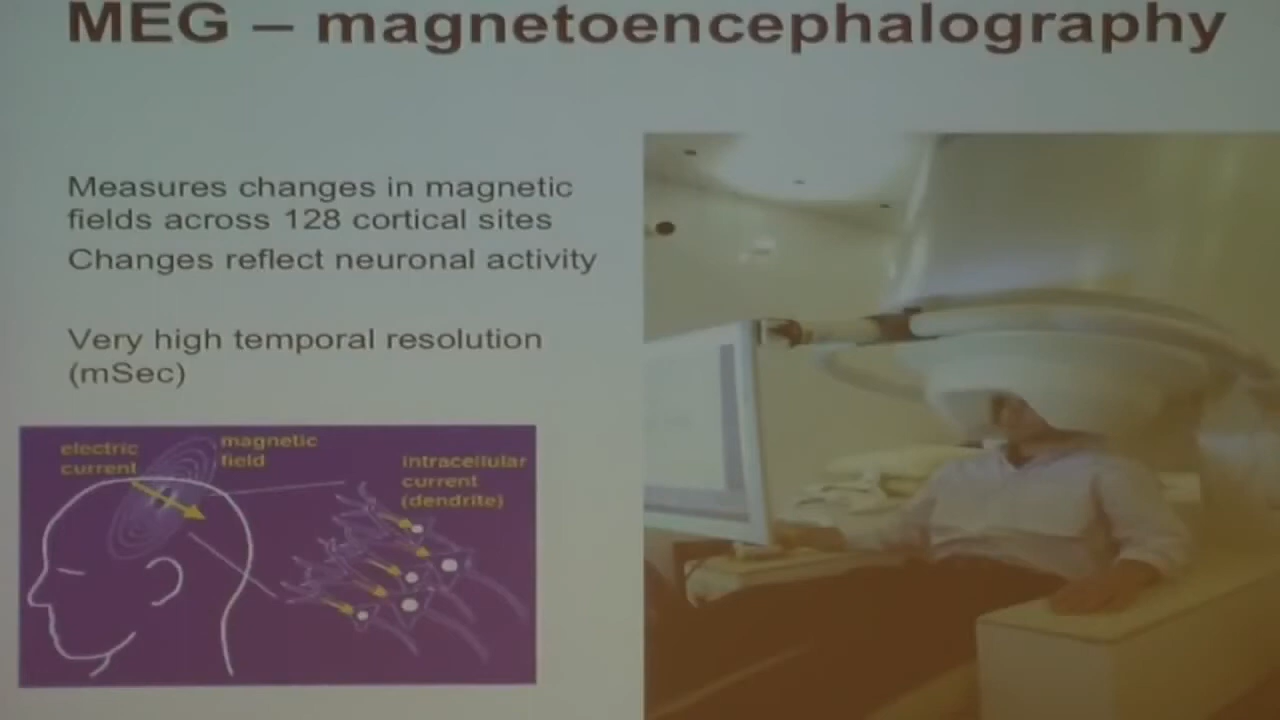 MEG – magnetoencephalography
Measures changes in magnetic
fields across 128 cortical sites
Changes reflect neuronal activity
Very high temporal resolution
(mSec)
electric
current
magnetic
field
intracellular
current
(dendrite)